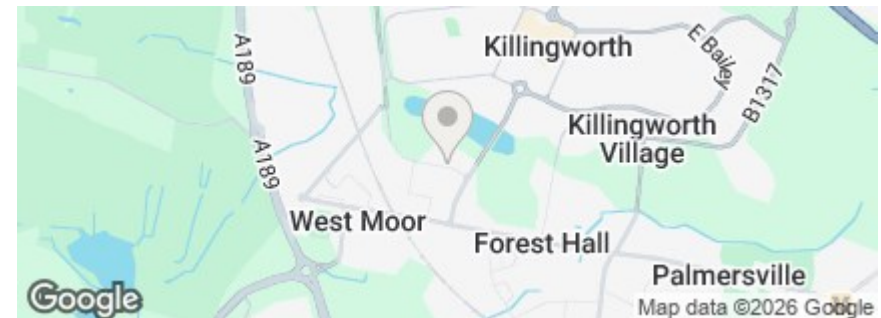 Killingworth
E Bailey
A189
B1317
Killingworth
Village
A189
West Moor
Forest Hall
Palmersville
Google
Map data ©2026 Google